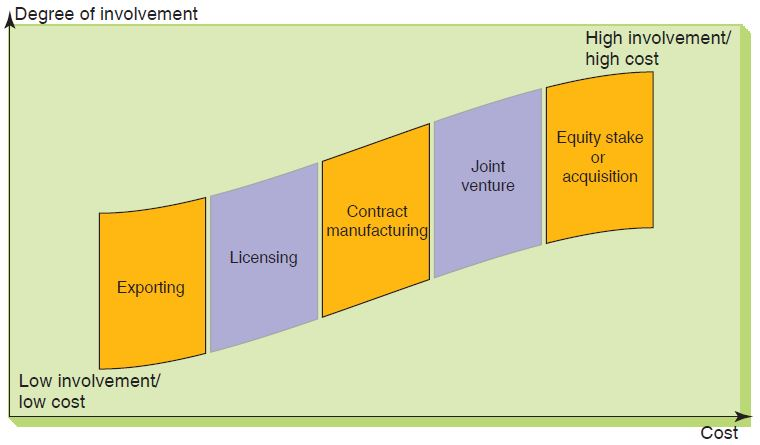 Degree of involvement
High involvement/
high cost
Equity stake
or
acquisition
Joint
venture
Contract
manufacturing
Licensing
Exporting
Low involvement/
low cost
Cost